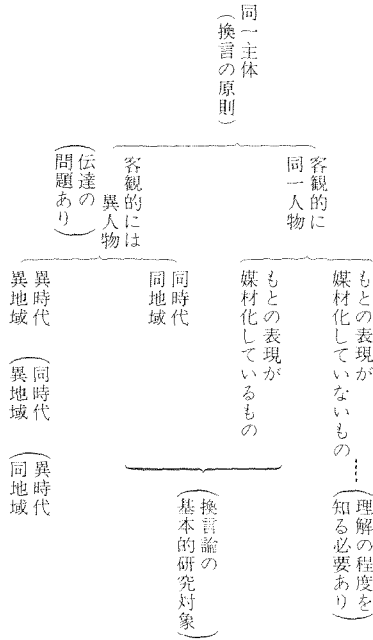 同一主体
(換言の原則)
客観的に
同一人物
もとの表現が
媒材化していないもの……
(理解の程度を
知る必要あり)
もとの表現が
媒材化しているもの
客観的には
異人物
(伝達の
問題あり)
同時代
同地域
(換言論の
基本的研究対象)
異時代
異地域
(同時代
異地域)
(異時代
同地域)